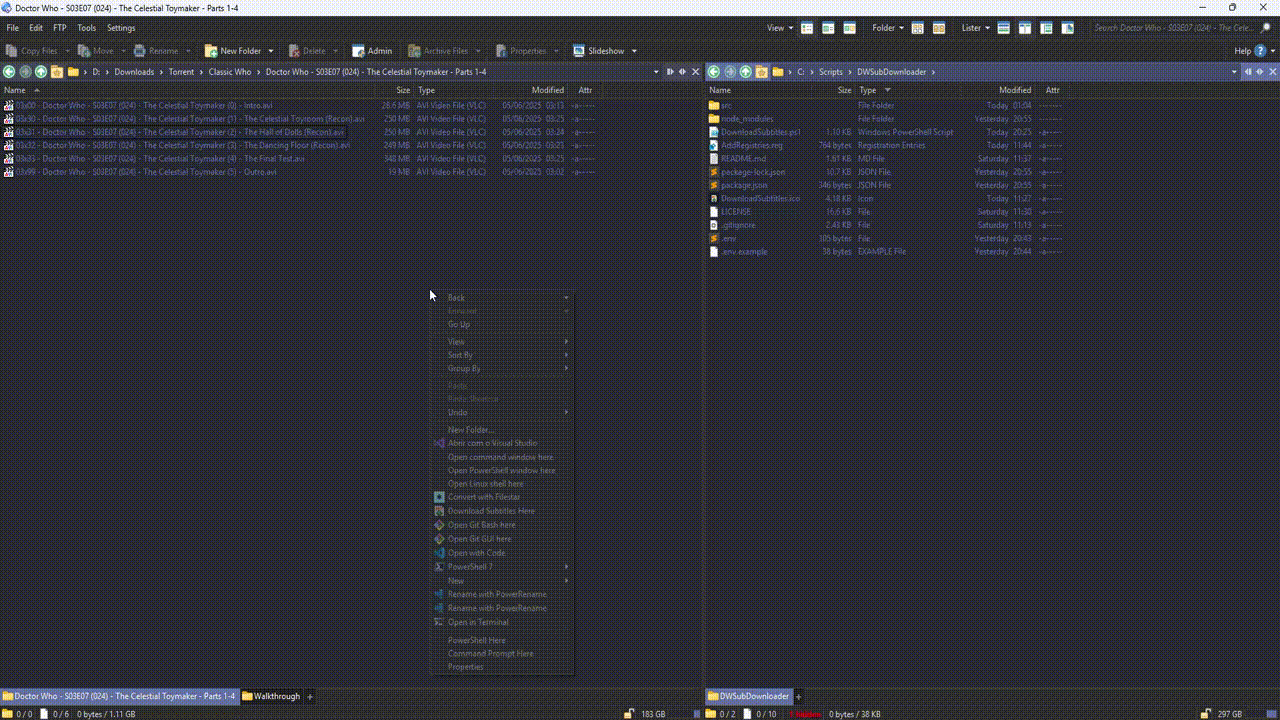 Doctor Who - S03E07 (024) - The Celestial Toymaker - Parts 1-4
File Edit FTP Tools Settings View Folder Lister Search Doctor Who - S03E07 (024) - The Cele...
Copy Files Move Rename New Folder Delete Admin Archive Files Properties Slideshow Help
D: Downloads Torrent Classic Who Doctor Who - S03E07 (024) - The Celestial Toymaker - Parts 1-4
Name Size Type Modified Attr
03x00 - Doctor Who - S03E07 (024) - The Celestial Toymaker (0) - Intro.avi 28.6 MB AVI Video File (VLC) 05/06/2025 03:13 -a-----
03x30 - Doctor Who - S03E07 (024) - The Celestial Toymaker (1) - The Celestial Toyroom (Recon).avi 250 MB AVI Video File (VLC) 05/06/2025 03:25 -a-----
03x31 - Doctor Who - S03E07 (024) - The Celestial Toymaker (2) - The Hall of Dolls (Recon).avi 250 MB AVI Video File (VLC) 05/06/2025 03:24 -a-----
03x32 - Doctor Who - S03E07 (024) - The Celestial Toymaker (3) - The Dancing Floor (Recon).avi 249 MB AVI Video File (VLC) 05/06/2025 -a-----
03x33 - Doctor Who - S03E07 (024) - The Celestial Toymaker (4) - The Final Test.avi 348 MB AVI Video File (VLC) 05/06/2025 03:25 -a-----
03x99 - Doctor Who - S03E07 (024) - The Celestial Toymaker (5) - Outro.avi 19 MB AVI Video File (VLC) 05/06/2025 03:02 -a-----
Back
Go Up
View
Sort By
Group By
Paste
Paste Shortcut
Undo
New Folder...
Abrir com o Visual Studio
Open command window here
Open PowerShell window here
Open Linux shell here
Convert with Filestar
Download Subtitles Here
Open Git Bash here
Open Git GUI here
Open with Code
PowerShell 7
New
Rename with PowerRename
Rename with PowerRename
Open in Terminal
PowerShell Here
Command Prompt Here
Properties
C: Scripts DWSubDownloader
Name Size Type Modified Attr
src File Folder Today 01:04 -------
node_modules File Folder Yesterday 20:55 -------
DownloadSubtitles.ps1 1.10 KB Windows PowerShell Script Today 20:25 -a-----
AddRegistries.reg 764 bytes Registration Entries Today 11:44 -a-----
README.md 1.61 KB MD File Saturday 11:37 -a-----
package-lock.json 10.7 KB JSON File Yesterday 20:55 -a-----
package.json 346 bytes JSON File Yesterday 20:55 -a-----
DownloadSubtitles.ico 4.18 KB Icon Today 11:27 -a-----
LICENSE 16.6 KB File Saturday 11:30 -a-----
.gitignore 2.43 KB File Saturday 11:13 -a-----
.env 105 bytes File Yesterday 20:43 -a-----
.env.example 38 bytes EXAMPLE File Yesterday 20:44 -a-----
Doctor Who - S03E07 (024) - The Celestial Toymaker - Parts 1-4 Walkthrough + DWSubDownloader +
0 / 0 0 / 6 0 bytes / 1.11 GB 183 GB 0 / 2 0 / 10 0 bytes / 38 KB 297 GB